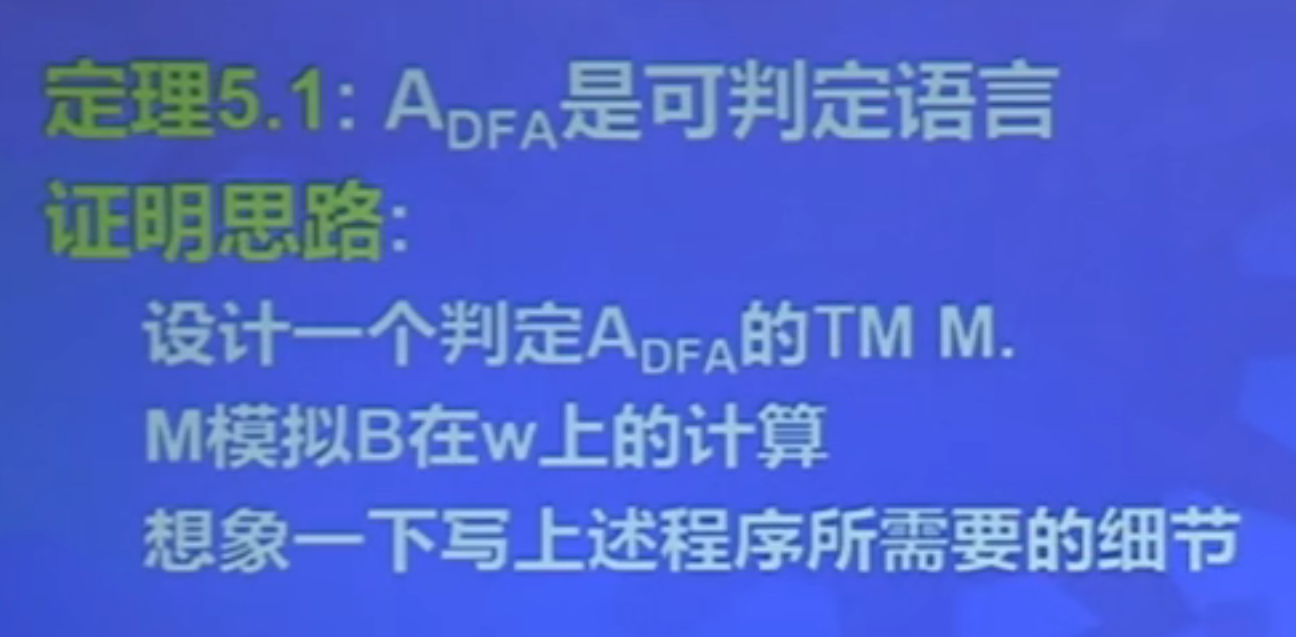 定理5.1: A_DFA是可判定语言
证明思路:
设计一个判定A_DFA的TM M.
M模拟B在w上的计算
想象一下写上述程序所需要的细节